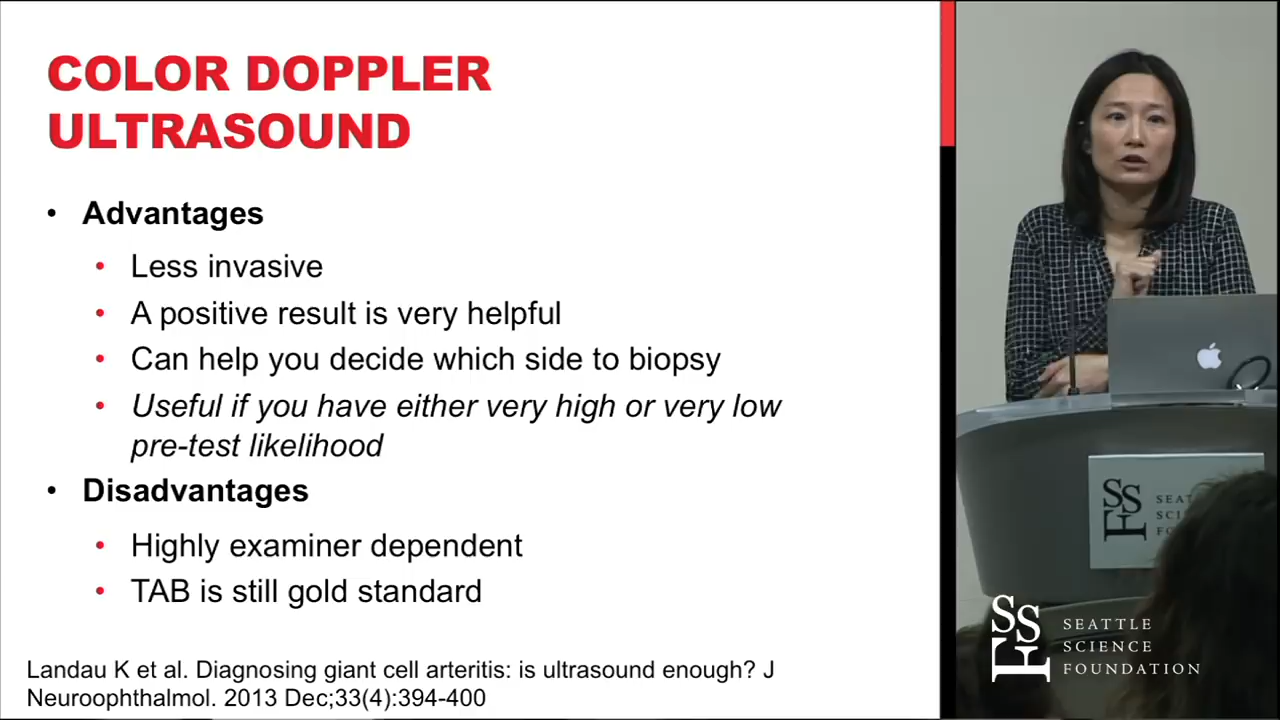 COLOR DOPPLER
ULTRASOUND
• Advantages
• Less invasive
• A positive result is very helpful
• Can help you decide which side to biopsy
• Useful if you have either very high or very low
pre-test likelihood
• Disadvantages
• Highly examiner dependent
• TAB is still gold standard
Landau K et al. Diagnosing giant cell arteritis: is ultrasound enough? J
Neuroophthalmol. 2013 Dec;33(4):394-400
SSF
SSF
SEATTLE
SCIENCE
FOUNDATION